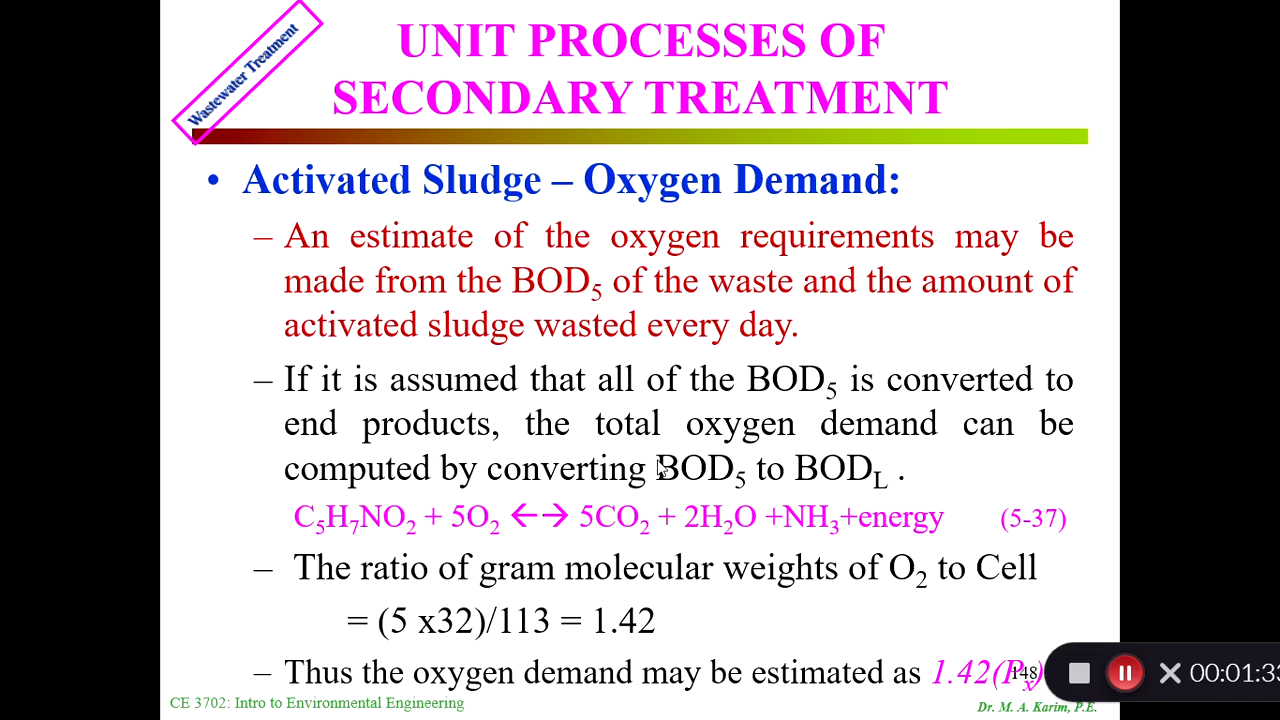 Wastewater Treatment
UNIT PROCESSES OF
SECONDARY TREATMENT
• Activated Sludge – Oxygen Demand:
– An estimate of the oxygen requirements may be
made from the BOD₅ of the waste and the amount of
activated sludge wasted every day.
– If it is assumed that all of the BOD₅ is converted to
end products, the total oxygen demand can be
computed by converting BOD₅ to BOD_L .
C₅H₇NO₂ + 5O₂ ←→ 5CO₂ + 2H₂O +NH₃+energy (5-37)
– The ratio of gram molecular weights of O₂ to Cell
= (5 x32)/113 = 1.42
– Thus the oxygen demand may be estimated as 1.42(Pₓ)
148
00:01:33
CE 3702: Intro to Environmental Engineering
Dr. M. A. Karim, P.E.